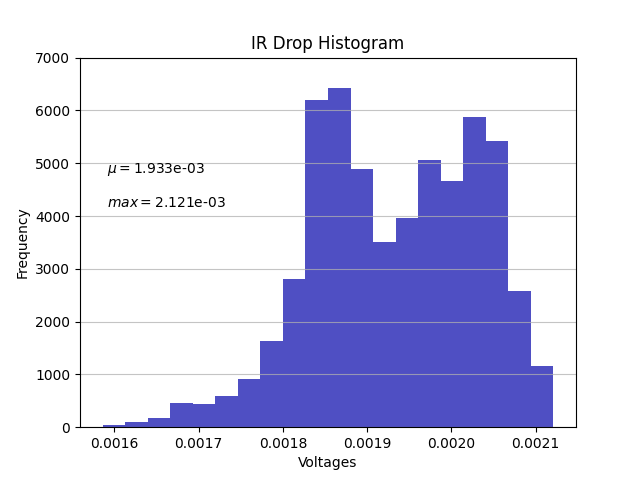 IR Drop Histogram
7000
6000
5000
4000
3000
2000
1000
0
Frequency
μ = 1.933e-03
max = 2.121e-03
0.0016 0.0017 0.0018 0.0019 0.0020 0.0021
Voltages